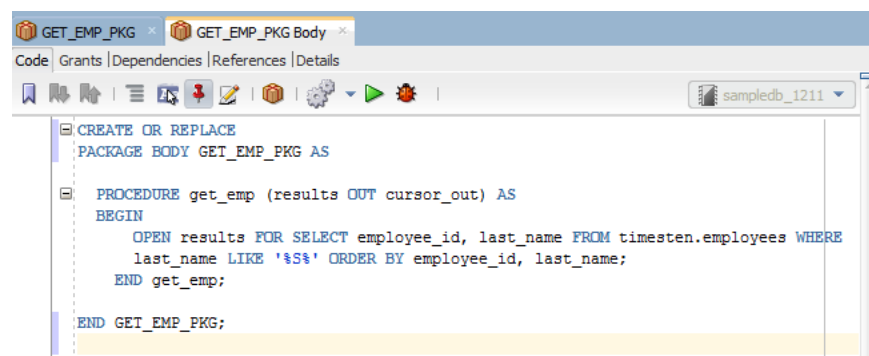 GET_EMP_PKG × GET_EMP_PKG Body ×
Code Grants |Dependencies |References |Details
sampledb_1211
CREATE OR REPLACE
PACKAGE BODY GET_EMP_PKG AS
PROCEDURE get_emp (results OUT cursor_out) AS
BEGIN
OPEN results FOR SELECT employee_id, last_name FROM timesten.employees WHERE
last_name LIKE '%S%' ORDER BY employee_id, last_name;
END get_emp;
END GET_EMP_PKG;